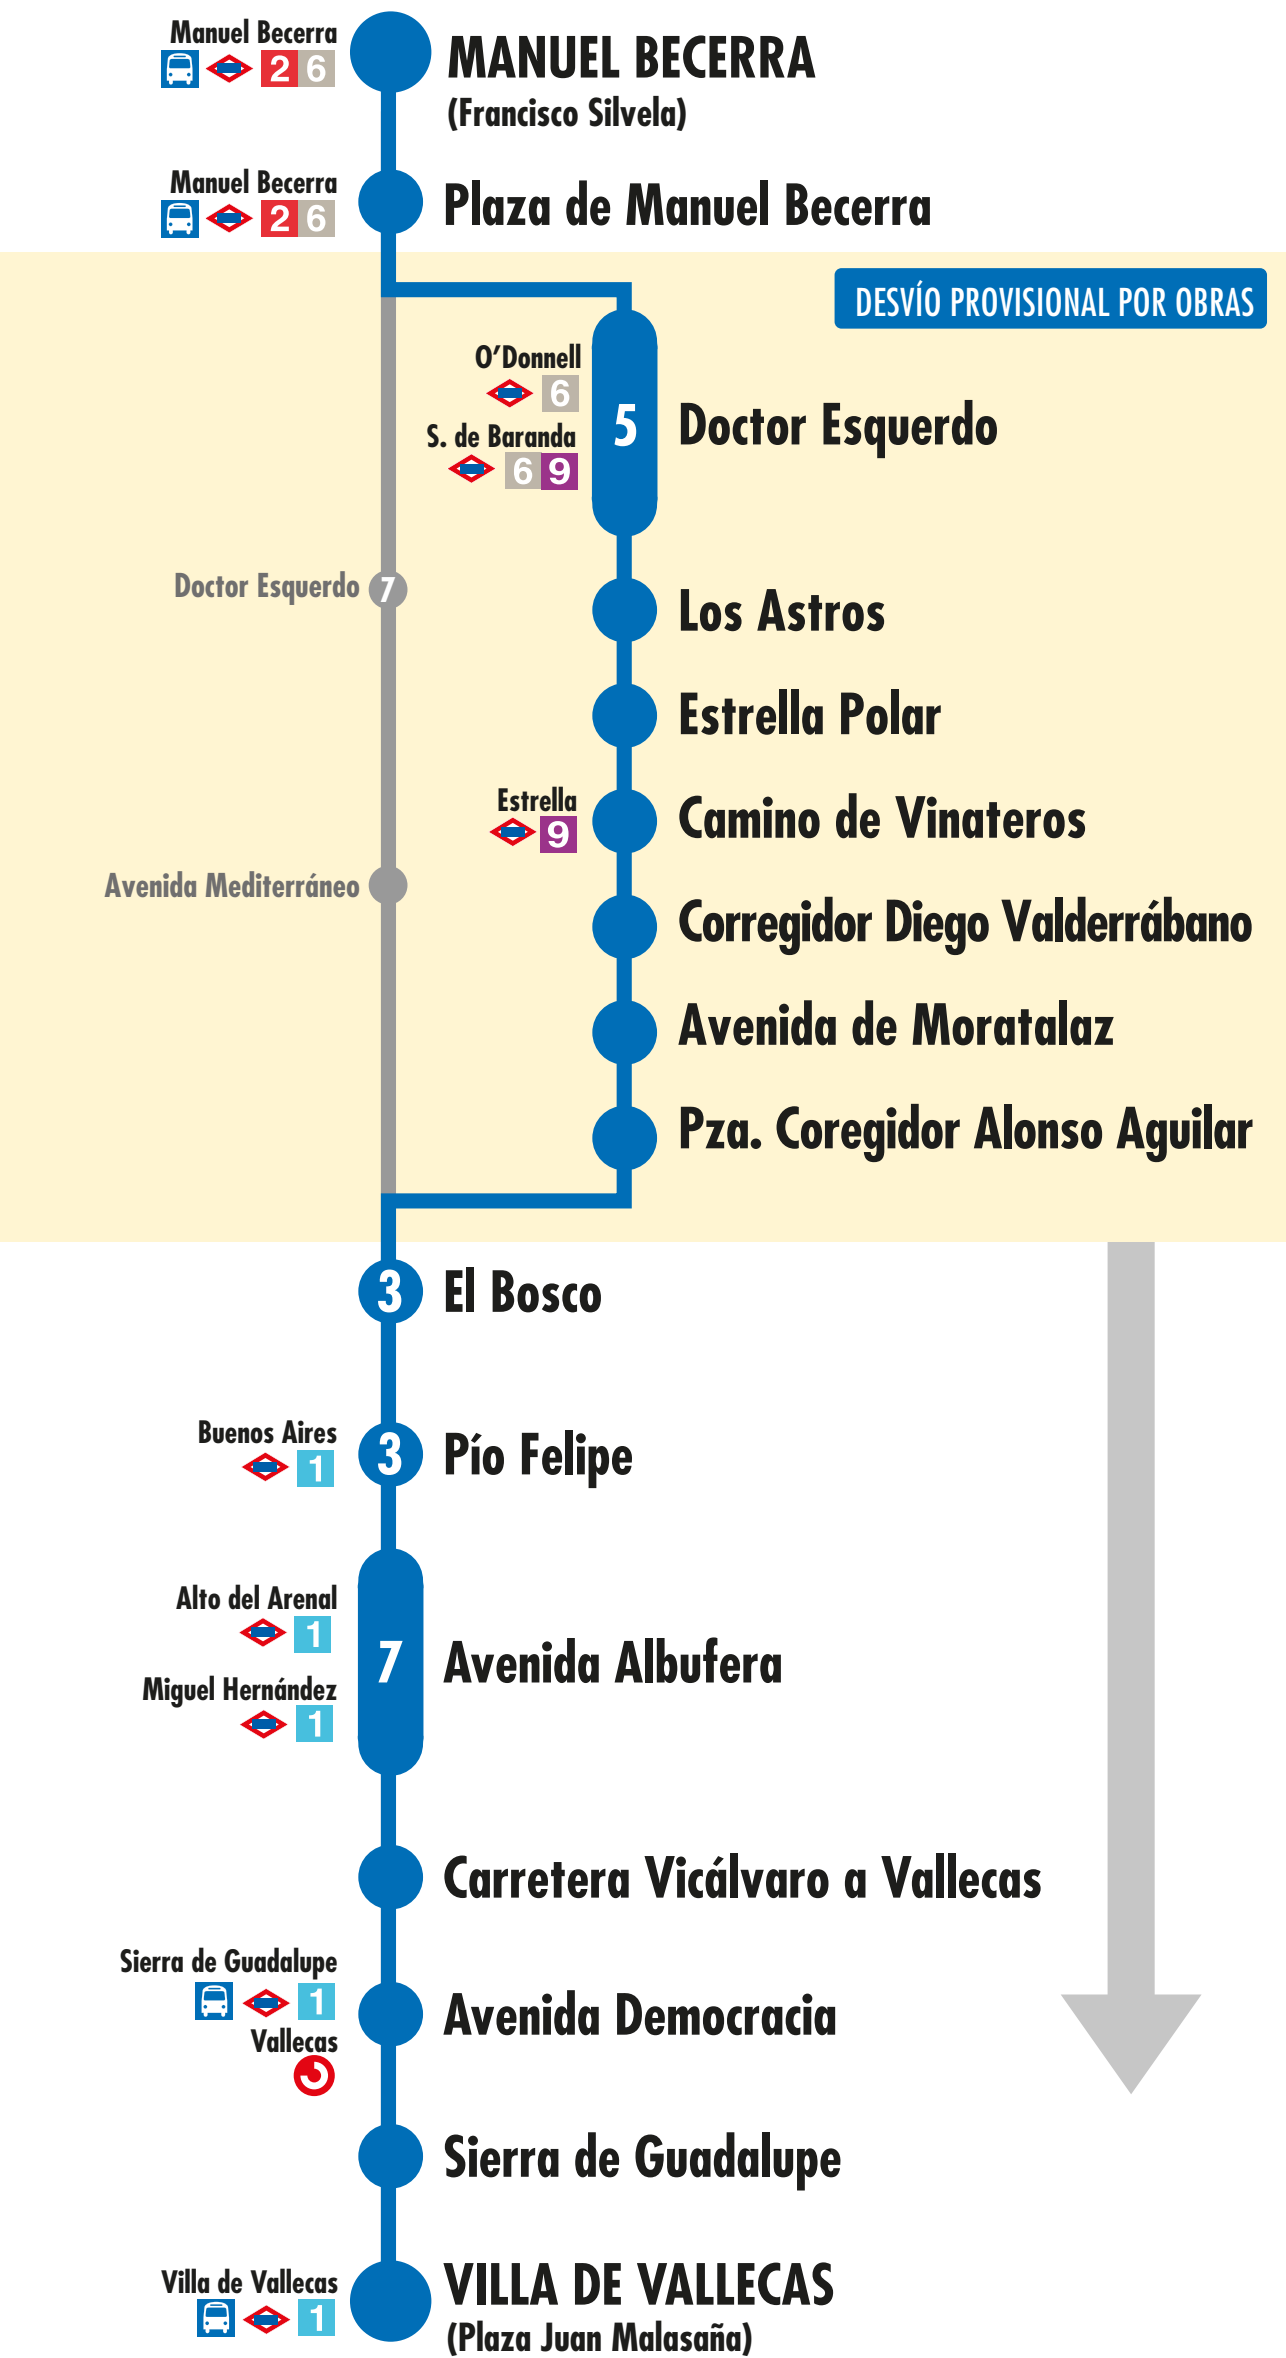 Manuel Becerra
2 6
MANUEL BECERRA
(Francisco Silvela)
Manuel Becerra
2 6
Plaza de Manuel Becerra
DESVÍO PROVISIONAL POR OBRAS
O'Donnell
6
S. de Baranda
6 9
5
Doctor Esquerdo
Doctor Esquerdo
7
Los Astros
Estrella Polar
Estrella
9
Camino de Vinateros
Avenida Mediterráneo
Corregidor Diego Valderrábano
Avenida de Moratalaz
Pza. Coregidor Alonso Aguilar
3
El Bosco
Buenos Aires
1
3
Pío Felipe
Alto del Arenal
1
Miguel Hernández
1
7
Avenida Albufera
Carretera Vicálvaro a Vallecas
Sierra de Guadalupe
1
Vallecas
Avenida Democracia
Sierra de Guadalupe
Villa de Vallecas
1
VILLA DE VALLECAS
(Plaza Juan Malasaña)